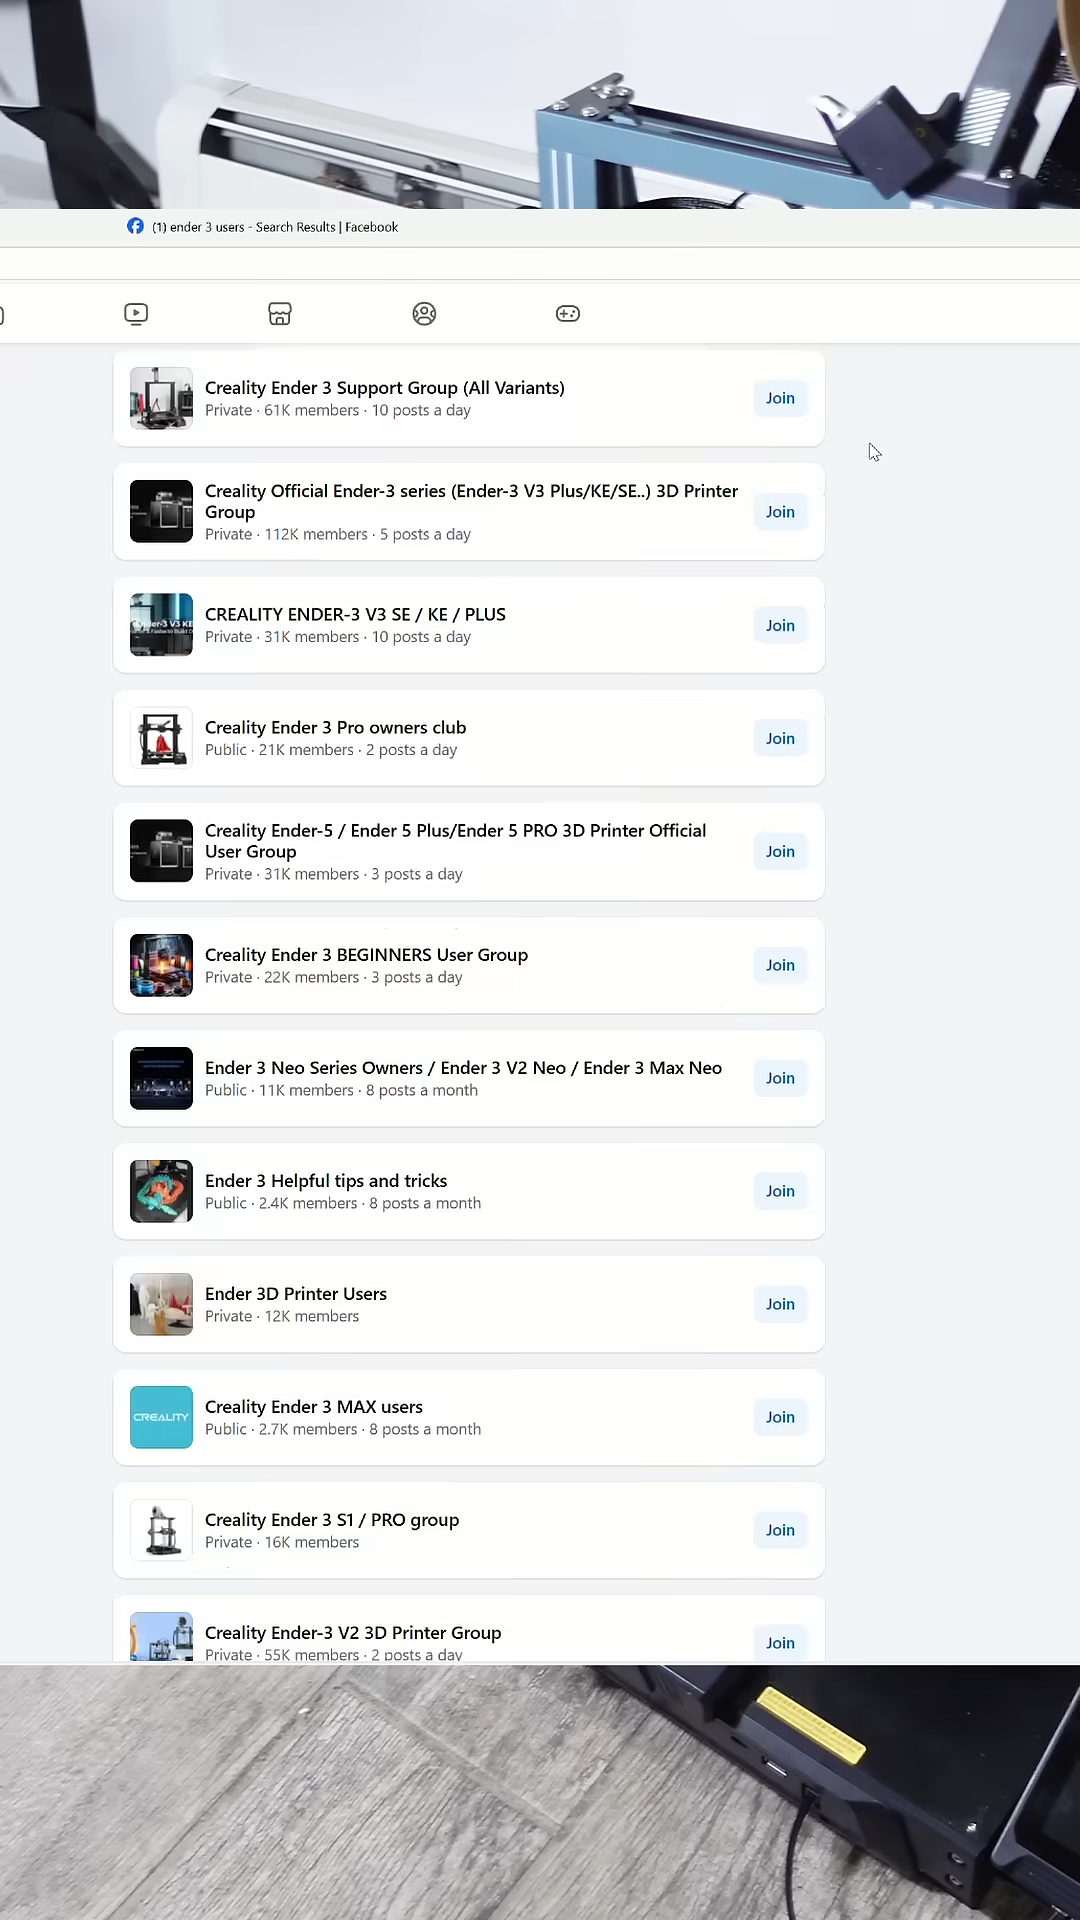 (1) ender 3 users - Search Results | Facebook
Creality Ender 3 Support Group (All Variants)
Private · 61K members · 10 posts a day
Join
Creality Official Ender-3 series (Ender-3 V3 Plus/KE/SE..) 3D Printer
Group
Private · 112K members · 5 posts a day
Join
CREALITY ENDER-3 V3 SE / KE / PLUS
Private · 31K members · 10 posts a day
Join
Creality Ender 3 Pro owners club
Public · 21K members · 2 posts a day
Join
Creality Ender-5 / Ender 5 Plus/Ender 5 PRO 3D Printer Official
User Group
Private · 31K members · 3 posts a day
Join
Creality Ender 3 BEGINNERS User Group
Private · 22K members · 3 posts a day
Join
Ender 3 Neo Series Owners / Ender 3 V2 Neo / Ender 3 Max Neo
Public · 11K members · 8 posts a month
Join
Ender 3 Helpful tips and tricks
Public · 2.4K members · 8 posts a month
Join
Ender 3D Printer Users
Private · 12K members
Join
CREALITY
Creality Ender 3 MAX users
Public · 2.7K members · 8 posts a month
Join
Creality Ender 3 S1 / PRO group
Private · 16K members
Join
Creality Ender-3 V2 3D Printer Group
Private · 55K members · 2 posts a day
Join